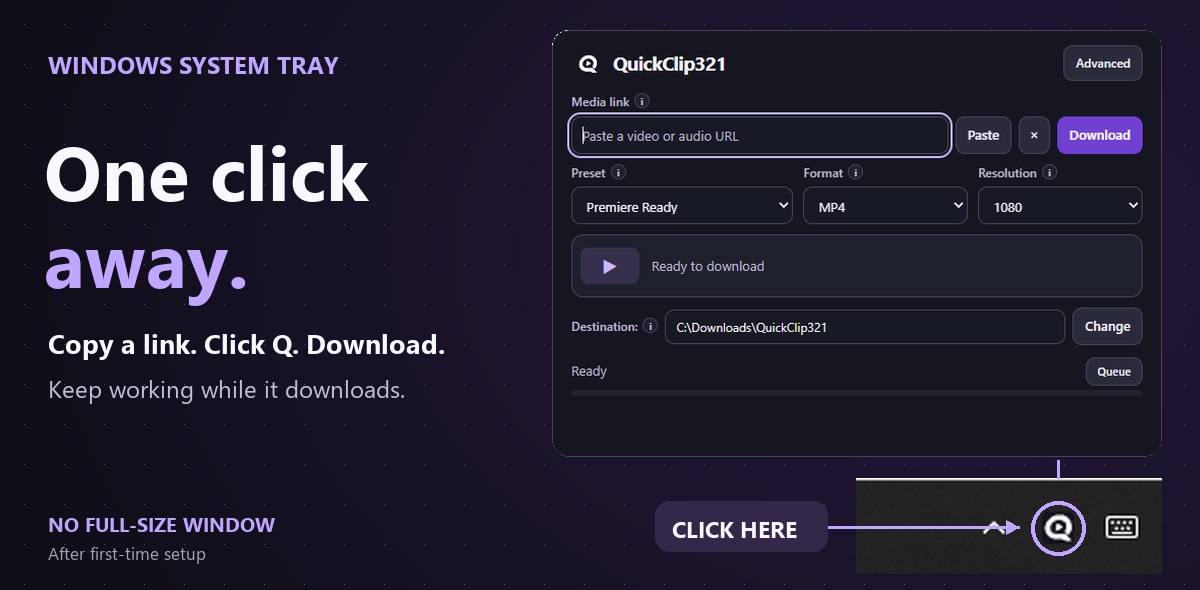 WINDOWS SYSTEM TRAY
One click
away.
Copy a link. Click Q. Download.
Keep working while it downloads.
NO FULL-SIZE WINDOW
After first-time setup
QuickClip321
Advanced
Media link i
Paste a video or audio URL
Paste
×
Download
Preset i
Format i
Resolution i
Premiere Ready
MP4
1080
Ready to download
Destination: i
C:\Downloads\QuickClip321
Change
Ready
Queue
CLICK HERE